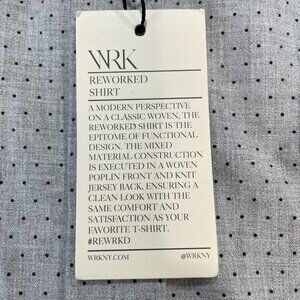 WRK
REWORKED
SHIRT
A MODERN PERSPECTIVE
ON A CLASSIC WOVEN, THE
REWORKED SHIRT IS THE
EPITOME OF FUNCTIONAL
DESIGN. THE MIXED
MATERIAL CONSTRUCTION
IS EXECUTED IN A WOVEN
POPLIN FRONT AND KNIT
JERSEY BACK, ENSURING A
CLEAN LOOK WITH THE
SAME COMFORT AND
SATISFACTION AS YOUR
FAVORITE T-SHIRT.
#REWRKD
WRKNY.COM @WRKNY